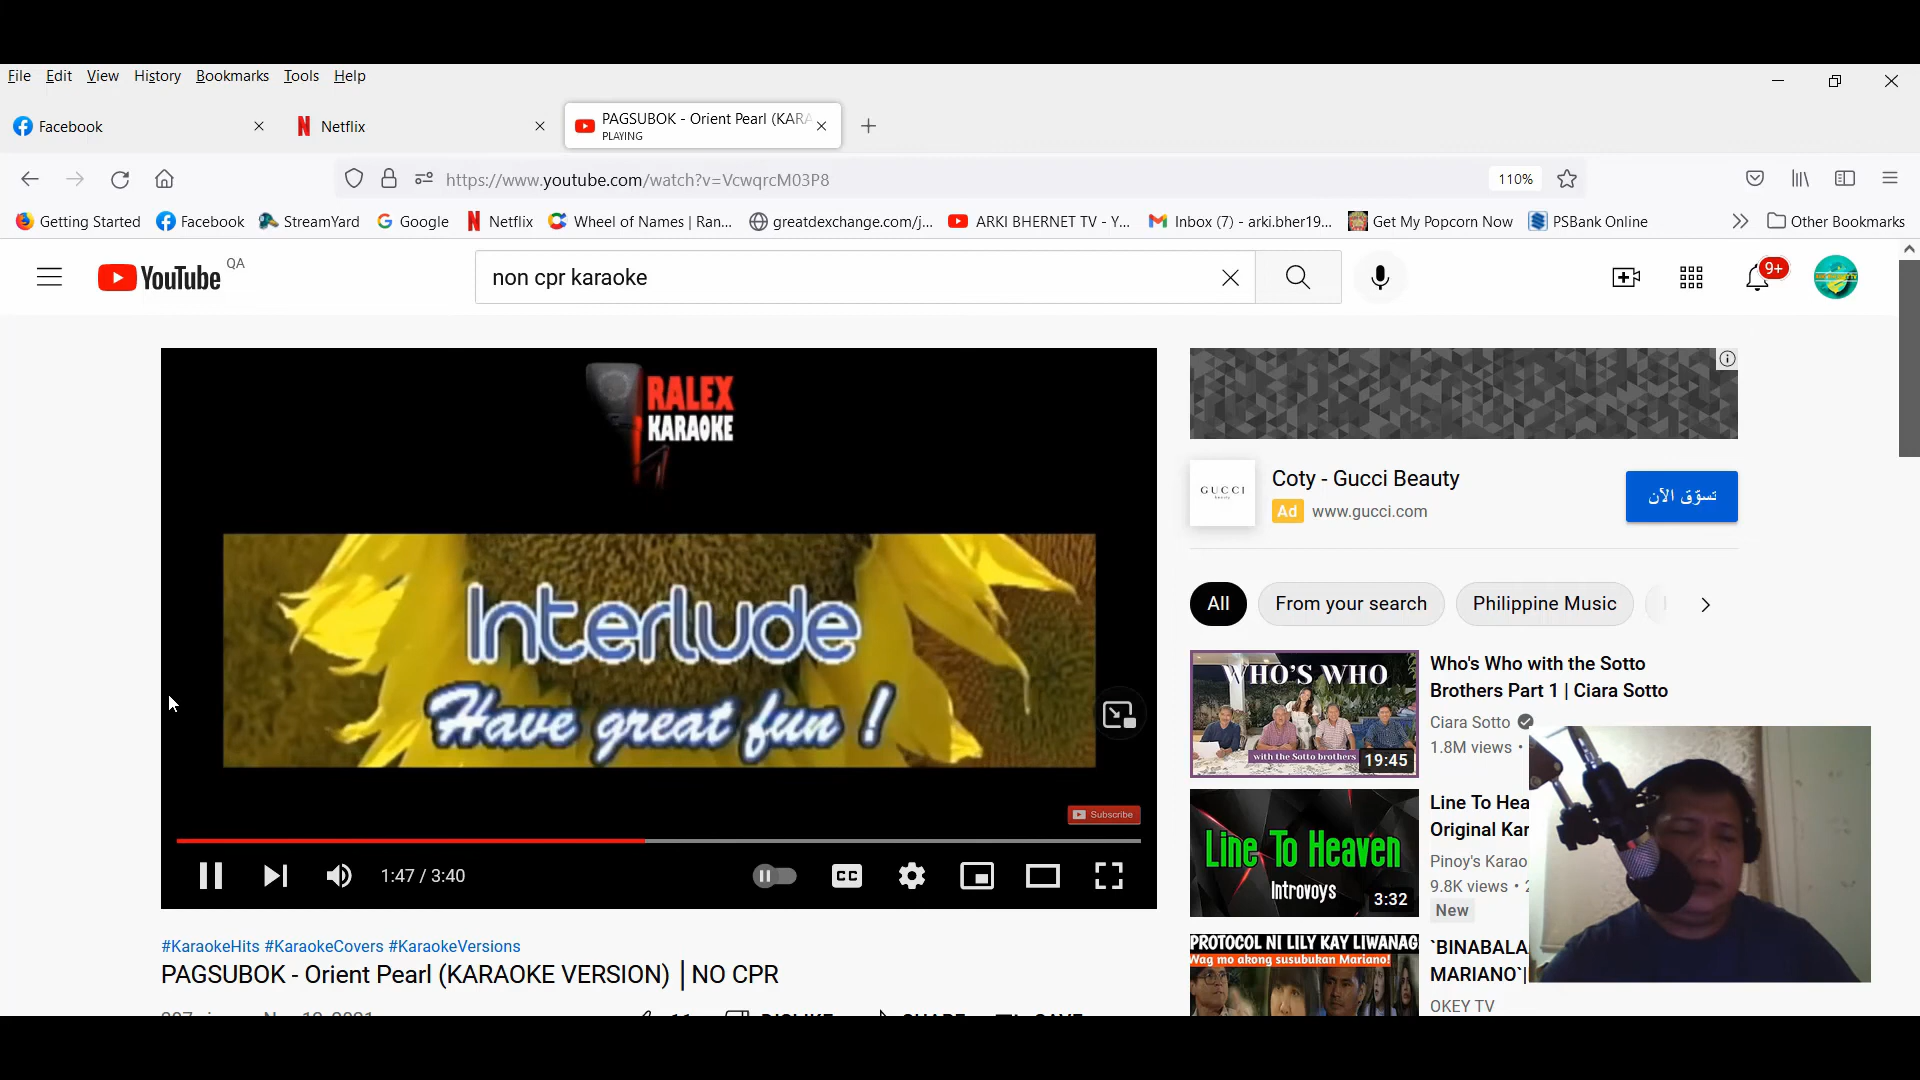 File Edit View History Bookmarks Tools Help
Facebook
Netflix
PAGSUBOK - Orient Pearl (KARA
PLAYING
https://www.youtube.com/watch?v=VcwqrcM03P8
110%
Getting Started Facebook StreamYard Google Netflix Wheel of Names | Ran... greatdexchange.com/j... ARKI BHERNET TV - Y... Inbox (7) - arki.bher19... Get My Popcorn Now PSBank Online Other Bookmarks
YouTube QA
non cpr karaoke
9+
RALEX
KARAOKE
Interlude
Have great fun !
Subscribe
1:47 / 3:40
CC
#KaraokeHits #KaraokeCovers #KaraokeVersions
PAGSUBOK - Orient Pearl (KARAOKE VERSION) | NO CPR
DISLIKE SHARE SAVE
GUCCI
beauty
Coty - Gucci Beauty
Ad www.gucci.com
تسوّق الآن
All From your search Philippine Music
WHO'S WHO
with the Sotto brothers
19:45
Who's Who with the Sotto
Brothers Part 1 | Ciara Sotto
Ciara Sotto
1.8M views •
Line To Heaven
Introvoys
3:32
Line To Hea
Original Kar
Pinoy's Karao
9.8K views • 2
New
PROTOCOL NI LILY KAY LIWANAG
Wag mo akong susubukan Mariano!
`BINABALA
MARIANO`|
OKEY TV